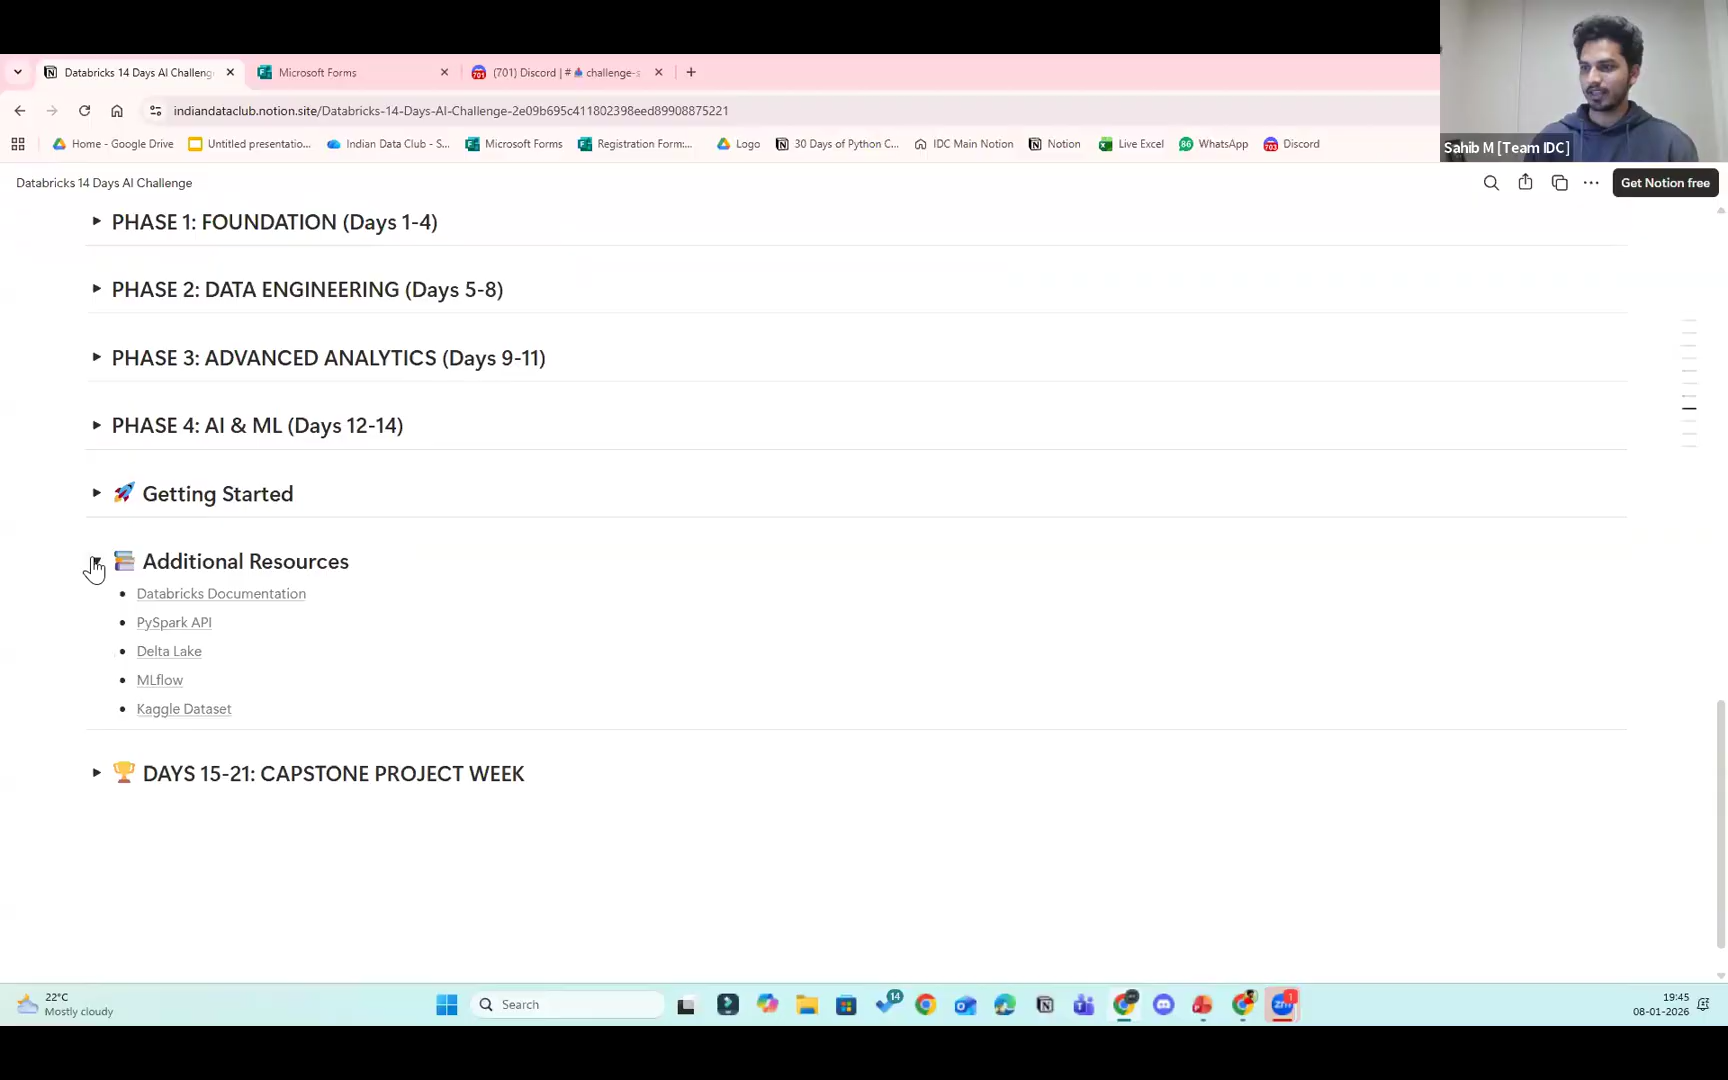 Databricks 14 Days AI Challenge
Microsoft Forms
(701) Discord | # challenge-s
indiandataclub.notion.site/Databricks-14-Days-AI-Challenge-2e09b695c411802398eed89908875221
Home - Google Drive
Untitled presentatio...
Indian Data Club - S...
Microsoft Forms
Registration Form:...
Logo
30 Days of Python C...
IDC Main Notion
Notion
Live Excel
WhatsApp
Discord
Sahib M [Team IDC]
Databricks 14 Days AI Challenge
Get Notion free
PHASE 1: FOUNDATION (Days 1-4)
PHASE 2: DATA ENGINEERING (Days 5-8)
PHASE 3: ADVANCED ANALYTICS (Days 9-11)
PHASE 4: AI & ML (Days 12-14)
Getting Started
Additional Resources
Databricks Documentation
PySpark API
Delta Lake
MLflow
Kaggle Dataset
DAYS 15-21: CAPSTONE PROJECT WEEK
22°C
Mostly cloudy
Search
14
zm
1
19:45
08-01-2026